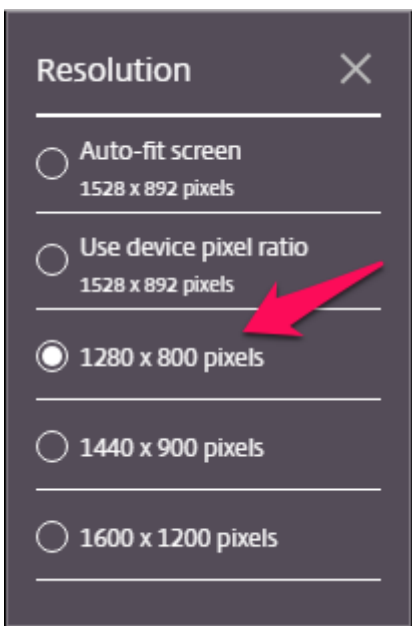 Resolution
Auto-fit screen
1528 x 892 pixels
Use device pixel ratio
1528 x 892 pixels
1280 x 800 pixels
1440 x 900 pixels
1600 x 1200 pixels